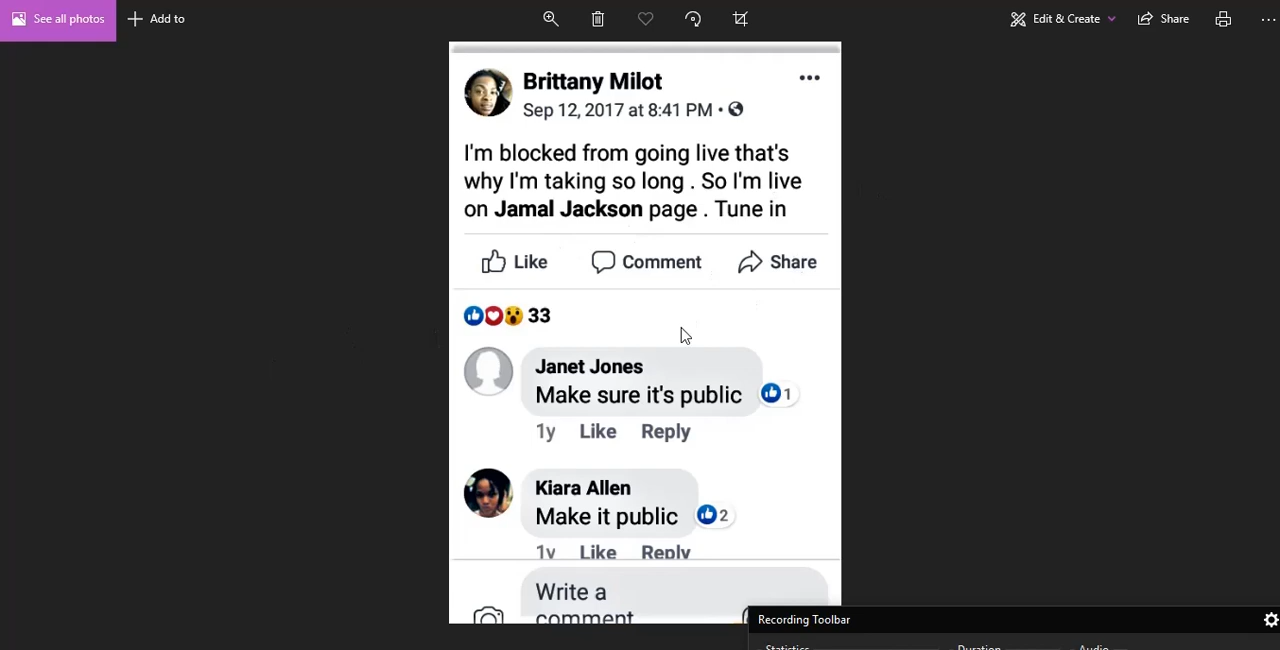 See all photos
Add to
Edit & Create
Share
Brittany Milot
Sep 12, 2017 at 8:41 PM •
I'm blocked from going live that's
why I'm taking so long . So I'm live
on Jamal Jackson page . Tune in
Like
Comment
Share
33
Janet Jones
Make sure it's public
1
1y Like Reply
Kiara Allen
Make it public
2
1y Like Reply
Write a
comment
Recording Toolbar
Statistics Duration Audio